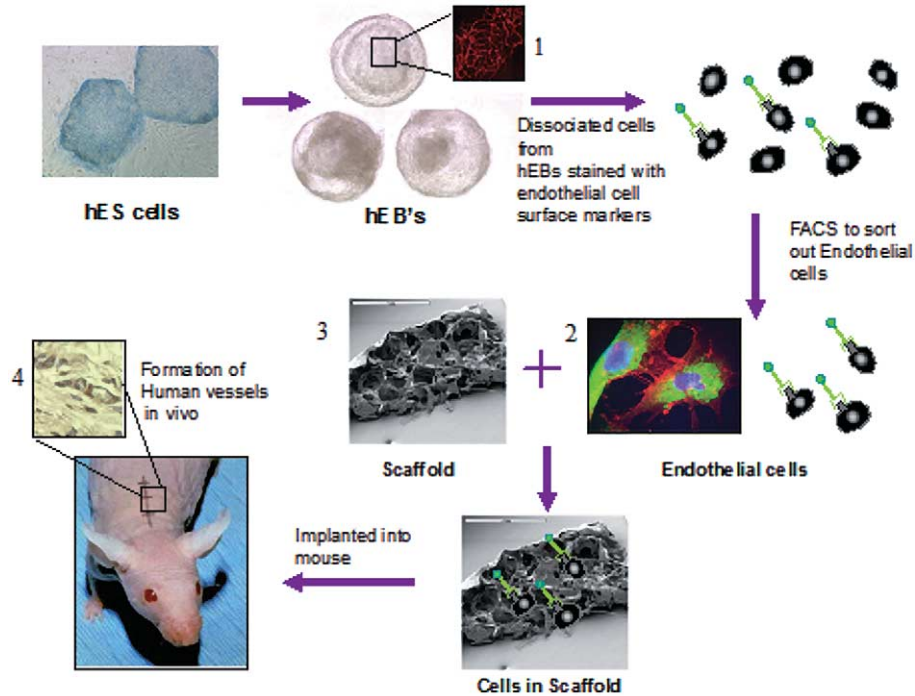 1
hES cells
hEB's
Dissociated cells
from
hEBs stained with
endothelial cell
surface markers
FACS to sort
out Endothelial
cells
3
2
4
Formation of
Human vessels
in vivo
Scaffold
Endothelial cells
Implanted into
mouse
Cells in Scaffold